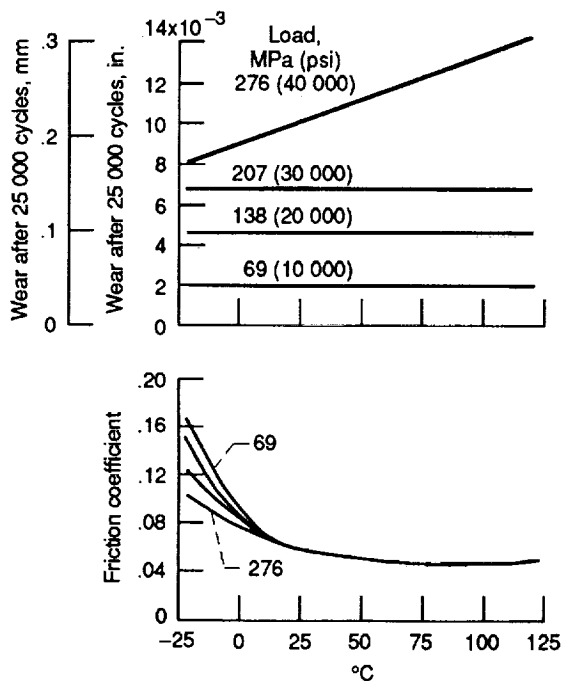 Wear after 25 000 cycles, mm
.3
.2
.1
0
Wear after 25 000 cycles, in.
14x10⁻³
12
10
8
6
4
2
0
Load,
MPa (psi)
276 (40 000)
207 (30 000)
138 (20 000)
69 (10 000)
Friction coefficient
.20
.16
.12
.08
.04
0
69
276
−25
0
25
50
75
100
125
°C